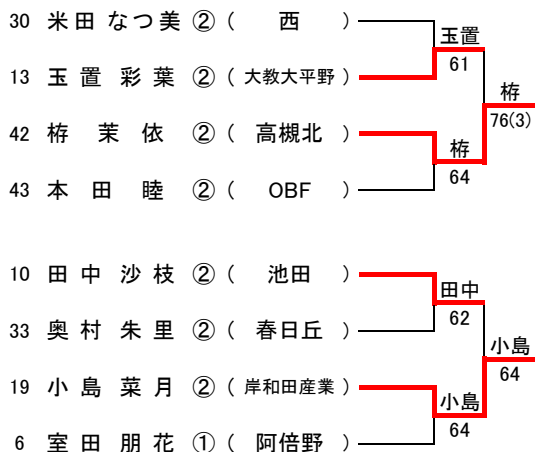 30 米田 なつ美 ② ( 西 )
玉置
13 玉置彩葉 ② ( 大教大平野 )
61
栫
76(3)
42 栫茉依 ② ( 高槻北 )
栫
64
43 本田睦 ② ( OBF )
10 田中沙枝 ② ( 池田 )
田中
62
33 奥村朱里 ② ( 春日丘 )
小島
64
19 小島菜月 ② ( 岸和田産業 )
小島
64
6 室田朋花 ① ( 阿倍野 )